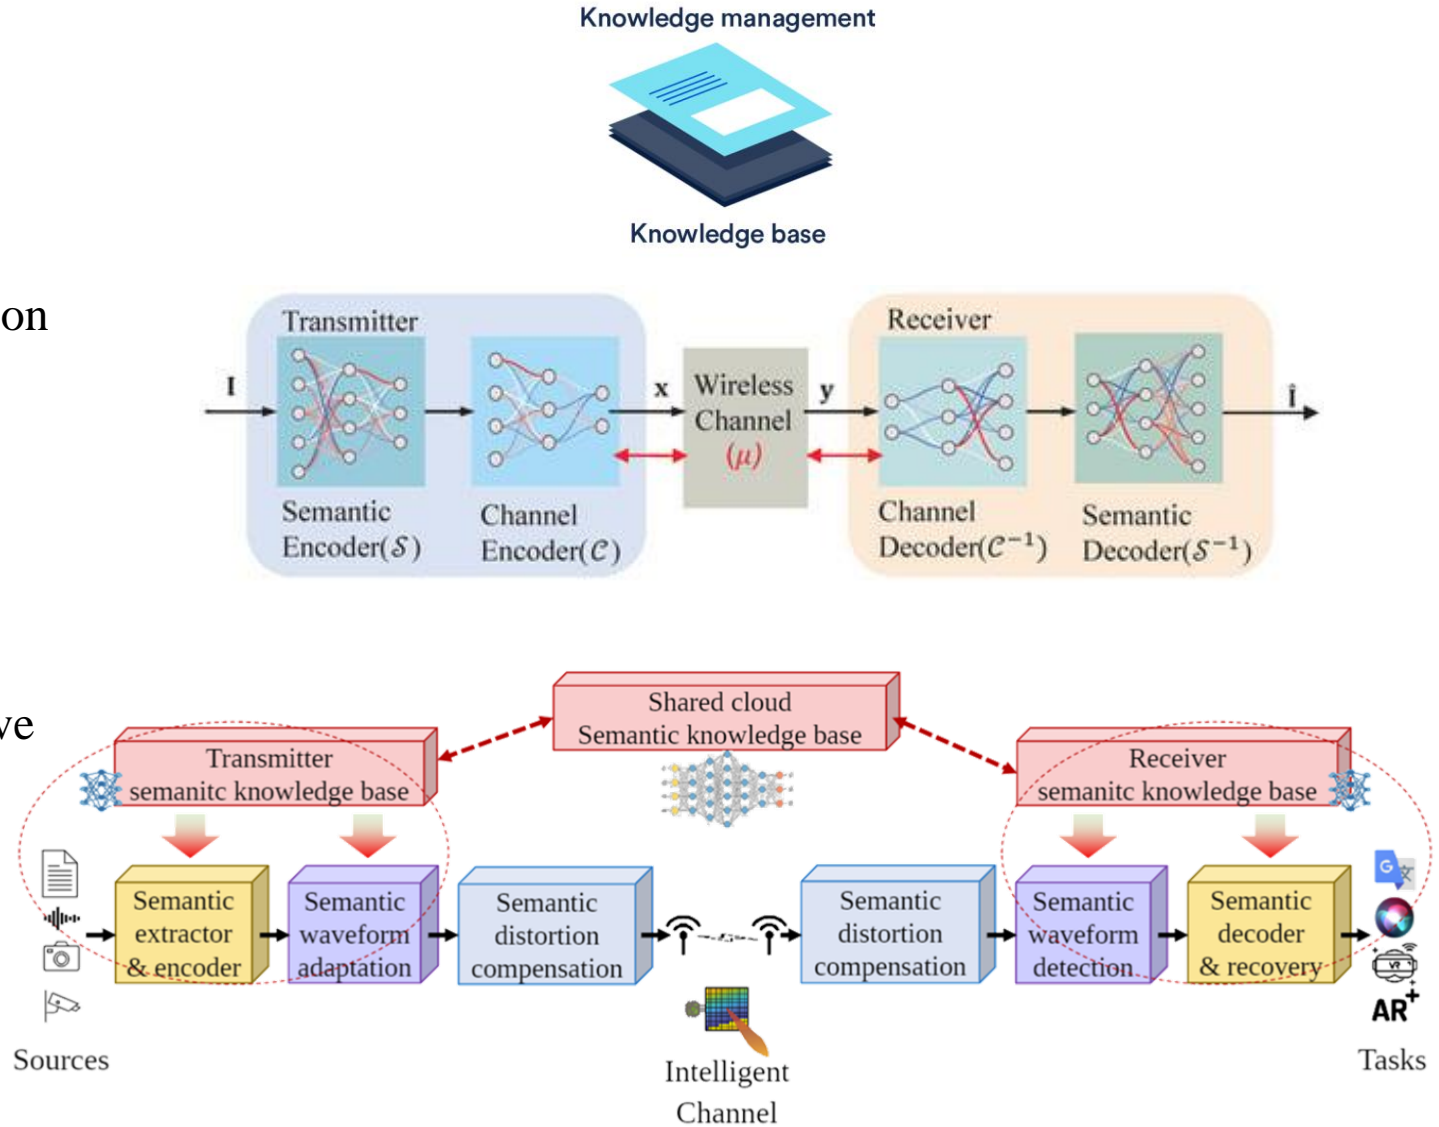 Knowledge management
Knowledge base
on
Transmitter
Receiver
I
x
Wireless
Channel
(μ)
y
Î
Semantic
Encoder(𝒮)
Channel
Encoder(𝒞)
Channel
Decoder(𝒞⁻¹)
Semantic
Decoder(𝒮⁻¹)
ve
Shared cloud
Semantic knowledge base
Transmitter
semanitc knowledge base
Receiver
semanitc knowledge base
Semantic
extractor
& encoder
Semantic
waveform
adaptation
Semantic
distortion
compensation
Semantic
distortion
compensation
Semantic
waveform
detection
Semantic
decoder
& recovery
G 文
VR
AR+
Sources
Intelligent
Channel
Tasks